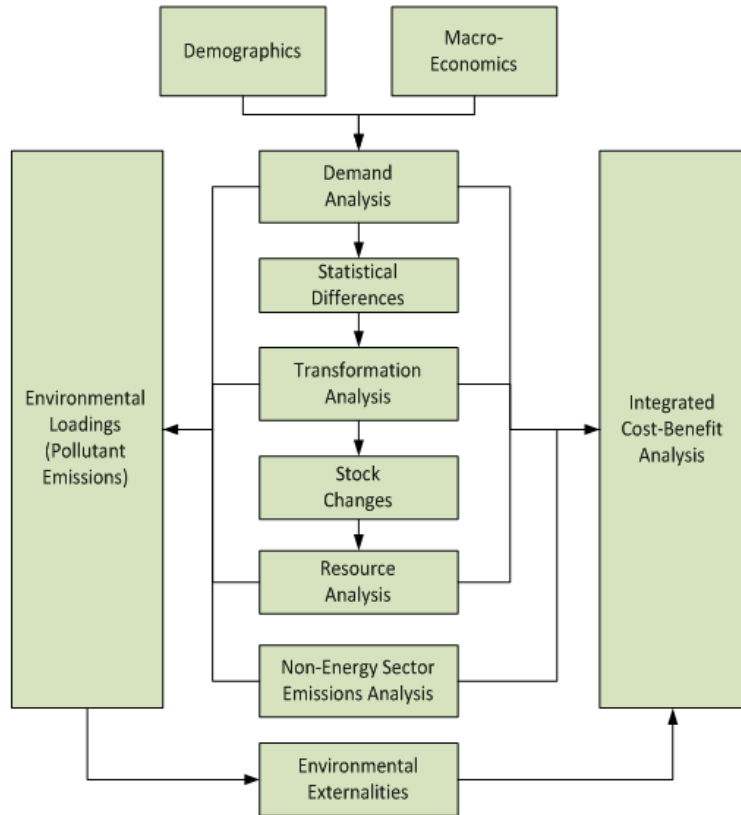 Demographics
Macro-
Economics
Demand
Analysis
Statistical
Differences
Transformation
Analysis
Stock
Changes
Resource
Analysis
Non-Energy Sector
Emissions Analysis
Environmental
Loadings
(Pollutant
Emissions)
Integrated
Cost-Benefit
Analysis
Environmental
Externalities